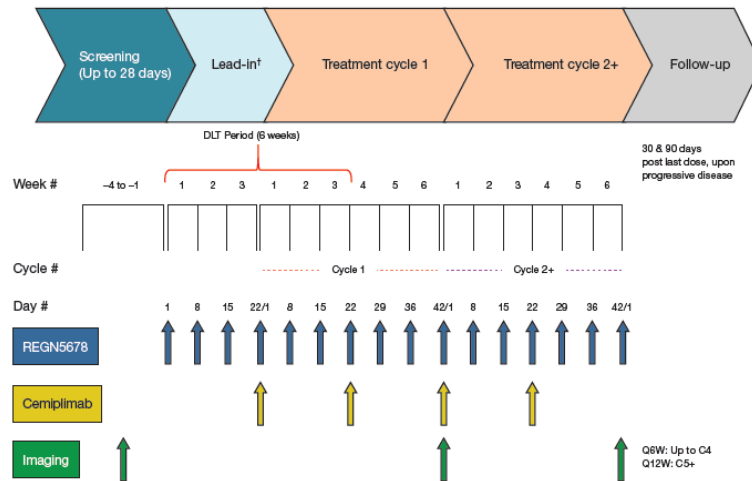 Screening
(Up to 28 days)
Lead-in†
Treatment cycle 1
Treatment cycle 2+
Follow-up
DLT Period (6 weeks)
30 & 90 days
post last dose, upon
progressive disease
Week # –4 to –1 1 2 3 1 2 3 4 5 6 1 2 3 4 5 6
Cycle # Cycle 1 Cycle 2+
Day # 1 8 15 22/1 8 15 22 29 36 42/1 8 15 22 29 36 42/1
REGN5678
Cemiplimab
Imaging
Q6W: Up to C4
Q12W: C5+